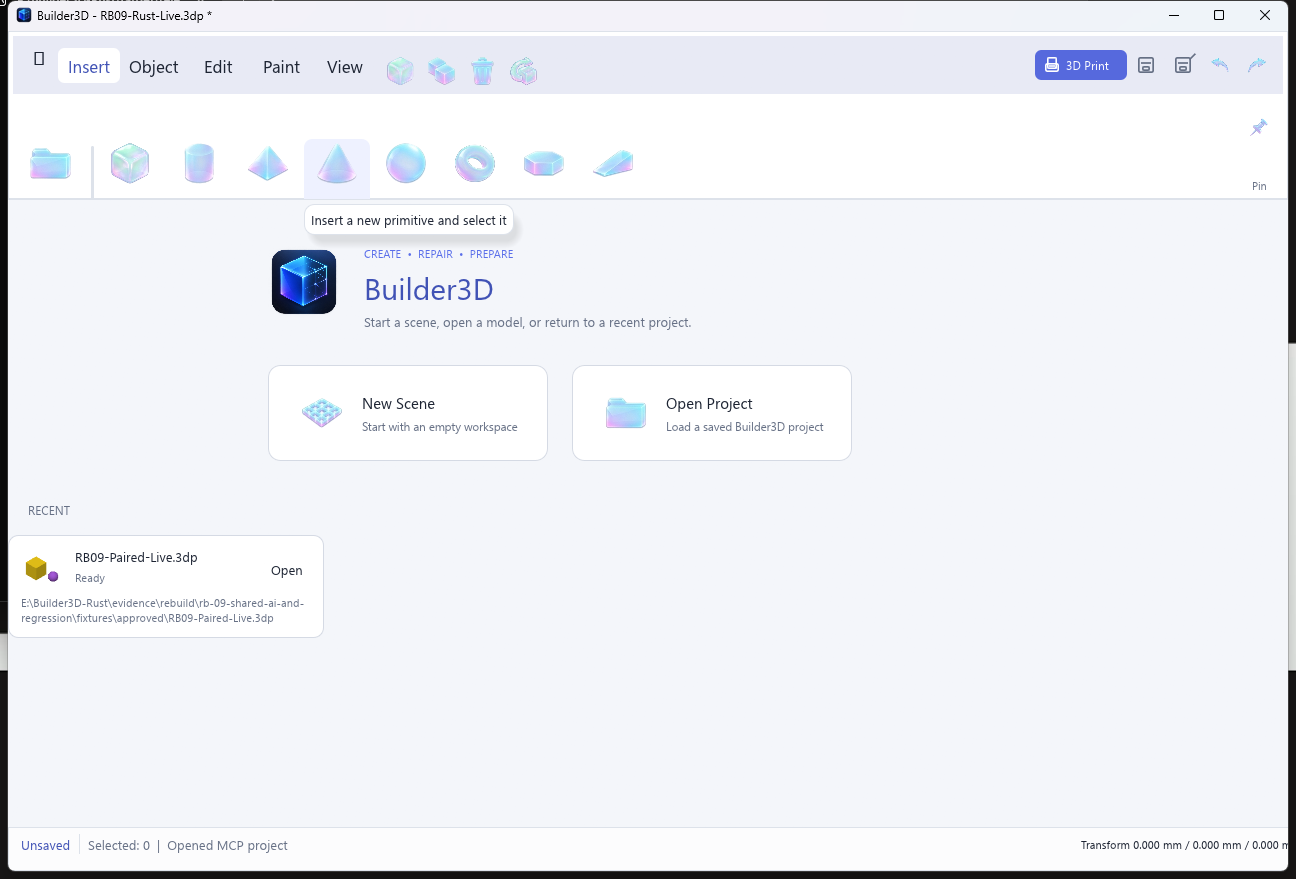 Builder3D - RB09-Rust-Live.3dp *
Insert Object Edit Paint View
3D Print
Pin
Insert a new primitive and select it
CREATE • REPAIR • PREPARE
Builder3D
Start a scene, open a model, or return to a recent project.
New Scene
Start with an empty workspace
Open Project
Load a saved Builder3D project
RECENT
RB09-Paired-Live.3dp
Ready
Open
E:\Builder3D-Rust\evidence\rebuild\rb-09-shared-ai-and-
regression\fixtures\approved\RB09-Paired-Live.3dp
Unsaved Selected: 0 | Opened MCP project
Transform 0.000 mm / 0.000 mm / 0.000 m